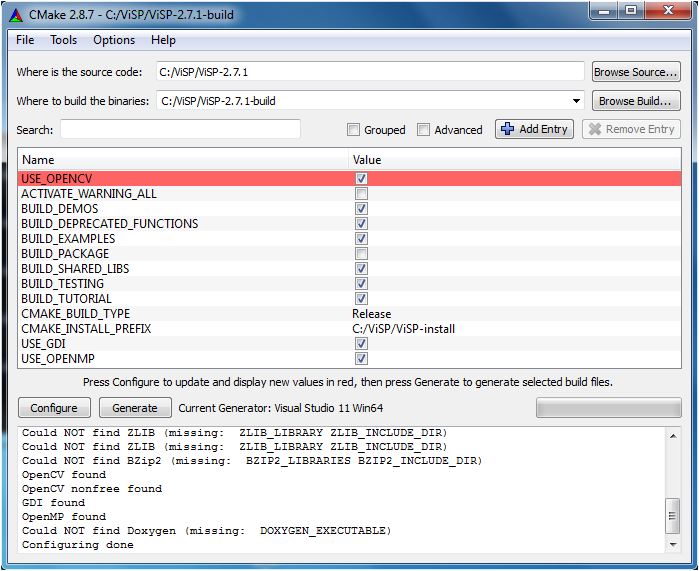 CMake 2.8.7 - C:/ViSP/ViSP-2.7.1-build
File Tools Options Help
Where is the source code: C:/ViSP/ViSP-2.7.1 Browse Source...
Where to build the binaries: C:/ViSP/ViSP-2.7.1-build Browse Build...
Search: Grouped Advanced Add Entry Remove Entry
Name Value
USE_OPENCV
ACTIVATE_WARNING_ALL
BUILD_DEMOS
BUILD_DEPRECATED_FUNCTIONS
BUILD_EXAMPLES
BUILD_PACKAGE
BUILD_SHARED_LIBS
BUILD_TESTING
BUILD_TUTORIAL
CMAKE_BUILD_TYPE Release
CMAKE_INSTALL_PREFIX C:/ViSP/ViSP-install
USE_GDI
USE_OPENMP
Press Configure to update and display new values in red, then press Generate to generate selected build files.
Configure Generate Current Generator: Visual Studio 11 Win64
Could NOT find ZLIB (missing: ZLIB_LIBRARY ZLIB_INCLUDE_DIR)
Could NOT find ZLIB (missing: ZLIB_LIBRARY ZLIB_INCLUDE_DIR)
Could NOT find BZip2 (missing: BZIP2_LIBRARIES BZIP2_INCLUDE_DIR)
OpenCV found
OpenCV nonfree found
GDI found
OpenMP found
Could NOT find Doxygen (missing: DOXYGEN_EXECUTABLE)
Configuring done